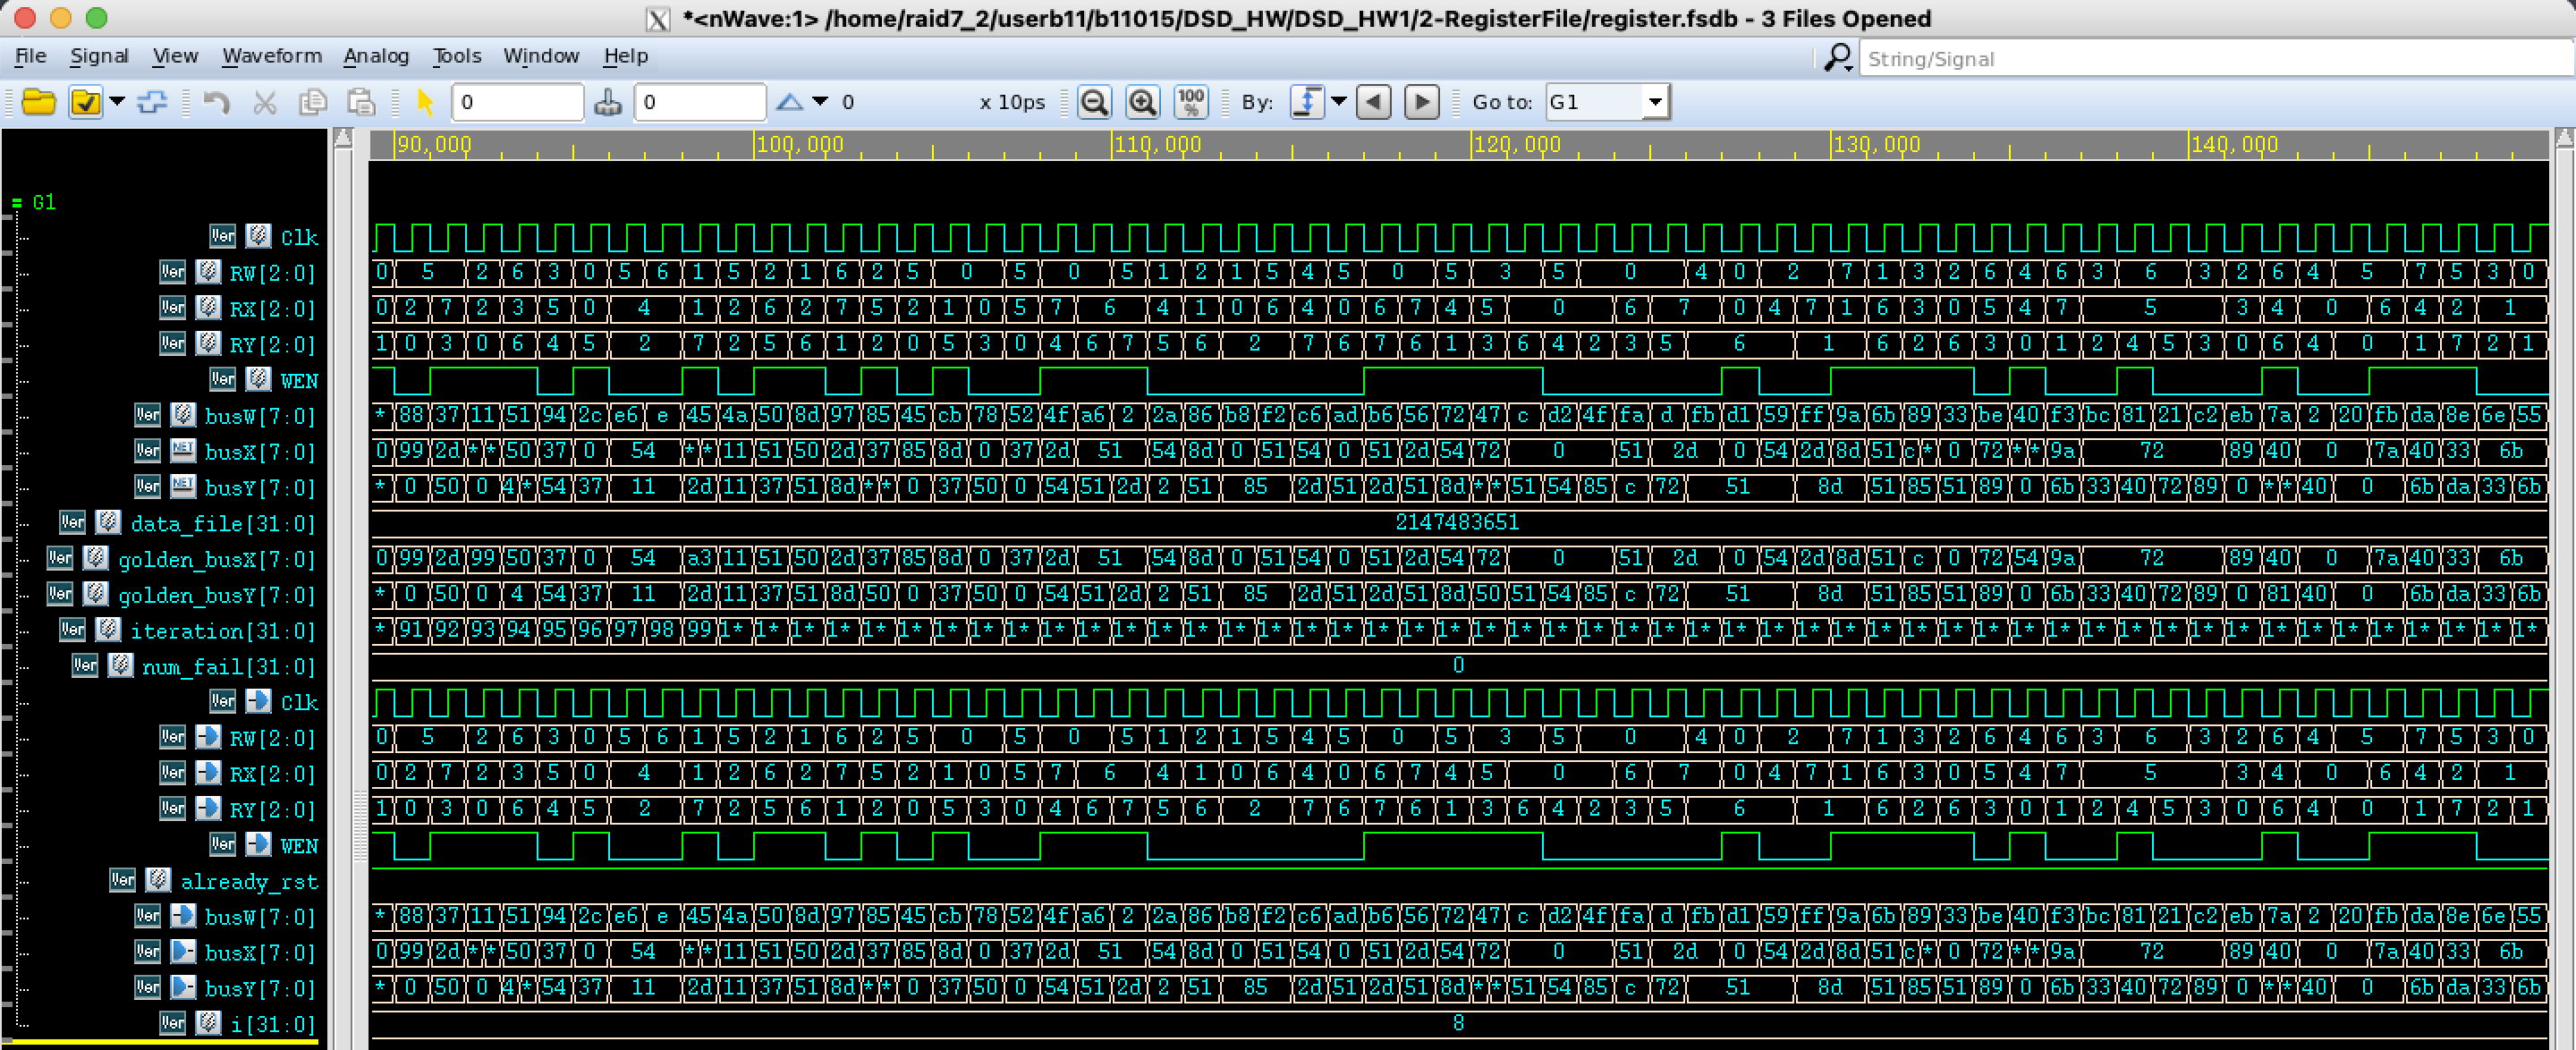 *<nWave:1> /home/raid7_2/userb11/b11015/DSD_HW/DSD_HW1/2-RegisterFile/register.fsdb - 3 Files Opened
File Signal View Waveform Analog Tools Window Help String/Signal
0 0 0 x 10ps 100 % By: Go to: G1
90,000 100,000 110,000 120,000 130,000 140,000
= G1
Ver Clk
Ver RW[2:0] 0 5 2 6 3 0 5 6 1 5 2 1 6 2 5 0 5 0 5 1 2 1 5 4 5 0 5 3 5 0 4 0 2 7 1 3 2 6 4 6 3 6 3 2 6 4 5 7 5 3 0
Ver RX[2:0] 0 2 7 2 3 5 0 4 1 2 6 2 7 5 2 1 0 5 7 6 4 1 0 6 4 0 6 7 4 5 0 6 7 0 4 7 1 6 3 0 5 4 7 5 3 4 0 6 4 2 1
Ver RY[2:0] 1 0 3 0 6 4 5 2 7 2 5 6 1 2 0 5 3 0 4 6 7 5 6 2 7 6 7 6 1 3 6 4 2 3 5 6 1 6 2 6 3 0 1 2 4 5 3 0 6 4 0 1 7 2 1
Ver WEN
Ver busW[7:0] * 88 37 11 51 94 2c e6 e 45 4a 50 8d 97 85 45 cb 78 52 4f a6 2 2a 86 b8 f2 c6 ad b6 56 72 47 c d2 4f fa d fb d1 59 ff 9a 6b 89 33 be 40 f3 bc 81 21 c2 eb 7a 2 20 fb da 8e 6e 55
Ver NET busX[7:0] 0 99 2d * * 50 37 0 54 * * 11 51 50 2d 37 85 8d 0 37 2d 51 54 8d 0 51 54 0 51 2d 54 72 0 51 2d 0 54 2d 8d 51 c * 0 72 * * 9a 72 89 40 0 7a 40 33 6b
Ver NET busY[7:0] * 0 50 0 4 * 54 37 11 2d 11 37 51 8d * * 0 37 50 0 54 51 2d 2 51 85 2d 51 2d 51 8d * * 51 54 85 c 72 51 8d 51 85 51 89 0 6b 33 40 72 89 0 * * 40 0 6b da 33 6b
Ver data_file[31:0] 2147483651
Ver golden_busX[7:0] 0 99 2d 99 50 37 0 54 a3 11 51 50 2d 37 85 8d 0 37 2d 51 54 8d 0 51 54 0 51 2d 54 72 0 51 2d 0 54 2d 8d 51 c 0 72 54 9a 72 89 40 0 7a 40 33 6b
Ver golden_busY[7:0] * 0 50 0 4 54 37 11 2d 11 37 51 8d 50 0 37 50 0 54 51 2d 2 51 85 2d 51 2d 51 8d 50 51 54 85 c 72 51 8d 51 85 51 89 0 6b 33 40 72 89 0 81 40 0 6b da 33 6b
Ver iteration[31:0] * 91 92 93 94 95 96 97 98 99 1* 1* 1* 1* 1* 1* 1* 1* 1* 1* 1* 1* 1* 1* 1* 1* 1* 1* 1* 1* 1* 1* 1* 1* 1* 1* 1* 1* 1* 1* 1* 1* 1* 1* 1* 1* 1* 1* 1* 1* 1* 1* 1* 1* 1* 1* 1* 1* 1* 1* 1*
Ver num_fail[31:0] 0
Ver Clk
Ver RW[2:0] 0 5 2 6 3 0 5 6 1 5 2 1 6 2 5 0 5 0 5 1 2 1 5 4 5 0 5 3 5 0 4 0 2 7 1 3 2 6 4 6 3 6 3 2 6 4 5 7 5 3 0
Ver RX[2:0] 0 2 7 2 3 5 0 4 1 2 6 2 7 5 2 1 0 5 7 6 4 1 0 6 4 0 6 7 4 5 0 6 7 0 4 7 1 6 3 0 5 4 7 5 3 4 0 6 4 2 1
Ver RY[2:0] 1 0 3 0 6 4 5 2 7 2 5 6 1 2 0 5 3 0 4 6 7 5 6 2 7 6 7 6 1 3 6 4 2 3 5 6 1 6 2 6 3 0 1 2 4 5 3 0 6 4 0 1 7 2 1
Ver WEN
Ver already_rst
Ver busW[7:0] * 88 37 11 51 94 2c e6 e 45 4a 50 8d 97 85 45 cb 78 52 4f a6 2 2a 86 b8 f2 c6 ad b6 56 72 47 c d2 4f fa d fb d1 59 ff 9a 6b 89 33 be 40 f3 bc 81 21 c2 eb 7a 2 20 fb da 8e 6e 55
Ver busX[7:0] 0 99 2d * * 50 37 0 54 * * 11 51 50 2d 37 85 8d 0 37 2d 51 54 8d 0 51 54 0 51 2d 54 72 0 51 2d 0 54 2d 8d 51 c * 0 72 * * 9a 72 89 40 0 7a 40 33 6b
Ver busY[7:0] * 0 50 0 4 * 54 37 11 2d 11 37 51 8d * * 0 37 50 0 54 51 2d 2 51 85 2d 51 2d 51 8d * * 51 54 85 c 72 51 8d 51 85 51 89 0 6b 33 40 72 89 0 * * 40 0 6b da 33 6b
Ver i[31:0] 8